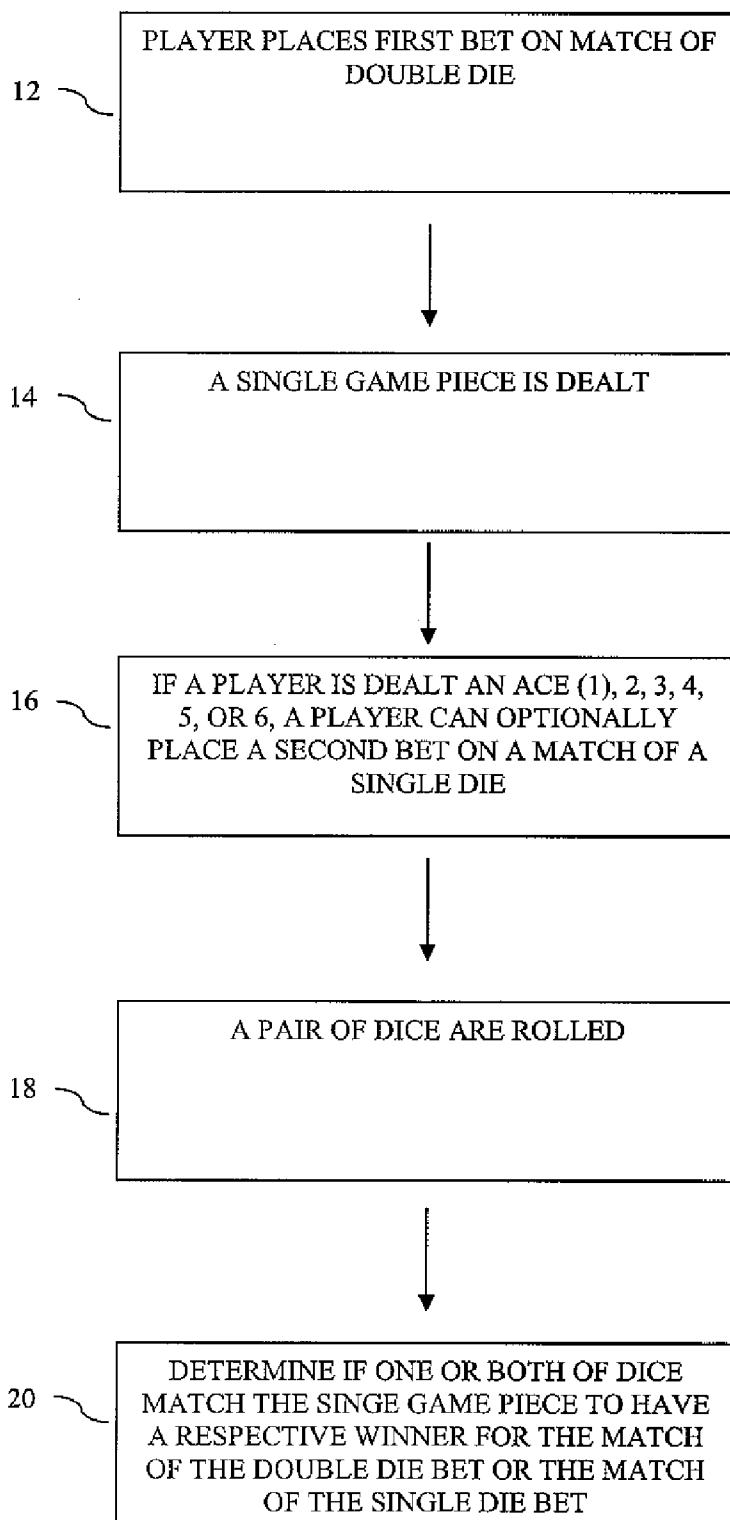 12
PLAYER PLACES FIRST BET ON MATCH OF
DOUBLE DIE
14
A SINGLE GAME PIECE IS DEALT
16
IF A PLAYER IS DEALT AN ACE (1), 2, 3, 4,
5, OR 6, A PLAYER CAN OPTIONALLY
PLACE A SECOND BET ON A MATCH OF A
SINGLE DIE
18
A PAIR OF DICE ARE ROLLED
20
DETERMINE IF ONE OR BOTH OF DICE
MATCH THE SINGE GAME PIECE TO HAVE
A RESPECTIVE WINNER FOR THE MATCH
OF THE DOUBLE DIE BET OR THE MATCH
OF THE SINGLE DIE BET